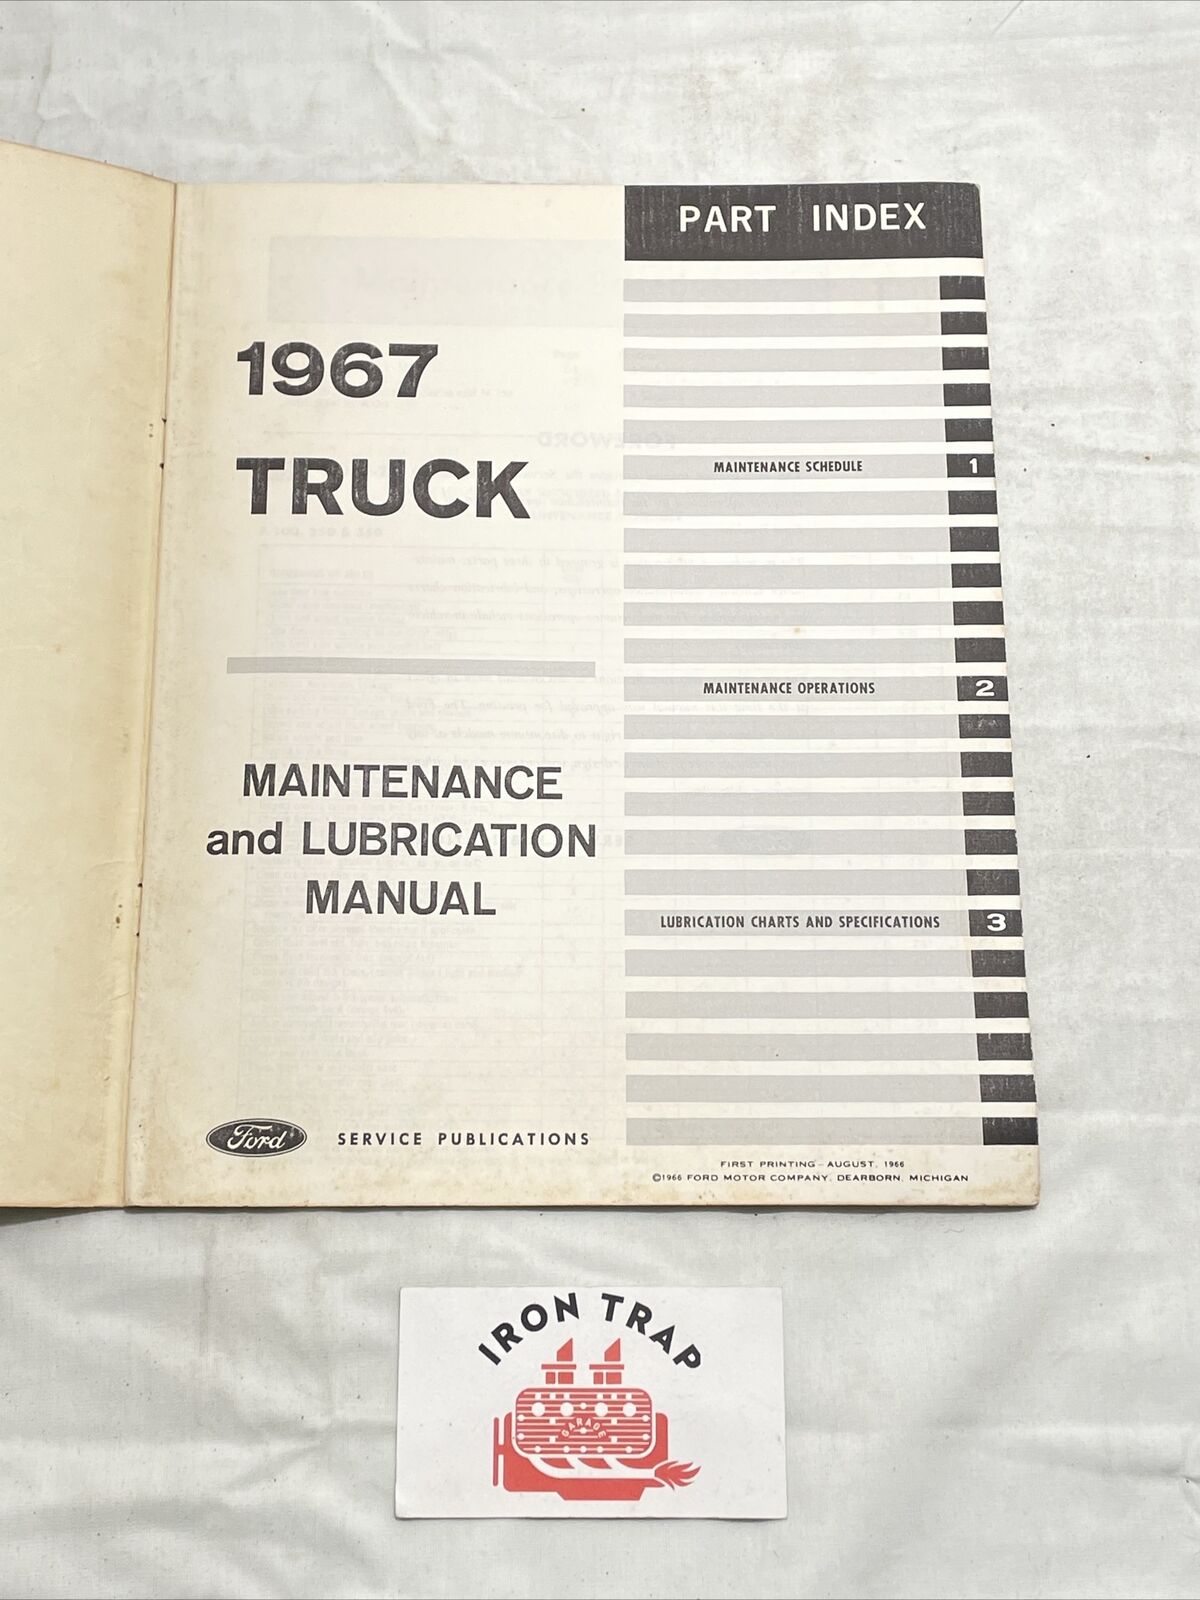 PART INDEX
1967
TRUCK
MAINTENANCE
and LUBRICATION
MANUAL
Ford
SERVICE PUBLICATIONS
MAINTENANCE SCHEDULE 1
MAINTENANCE OPERATIONS 2
LUBRICATION CHARTS AND SPECIFICATIONS 3
FIRST PRINTING - AUGUST, 1966
©1966 FORD MOTOR COMPANY, DEARBORN, MICHIGAN
IRON TRAP
GARAGE